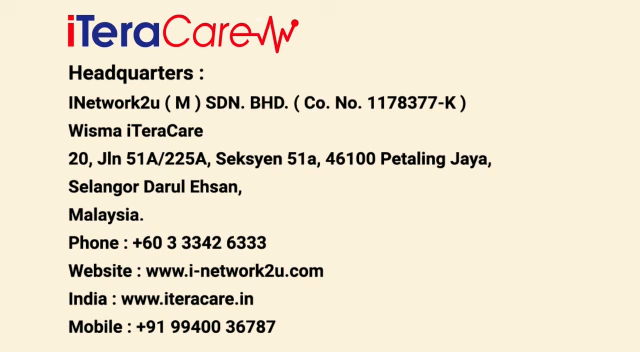 iTeraCare
Headquarters :
INetwork2u ( M ) SDN. BHD. ( Co. No. 1178377-K )
Wisma iTeraCare
20, Jln 51A/225A, Seksyen 51a, 46100 Petaling Jaya,
Selangor Darul Ehsan,
Malaysia.
Phone : +60 3 3342 6333
Website : www.i-network2u.com
India : www.iteracare.in
Mobile : +91 99400 36787